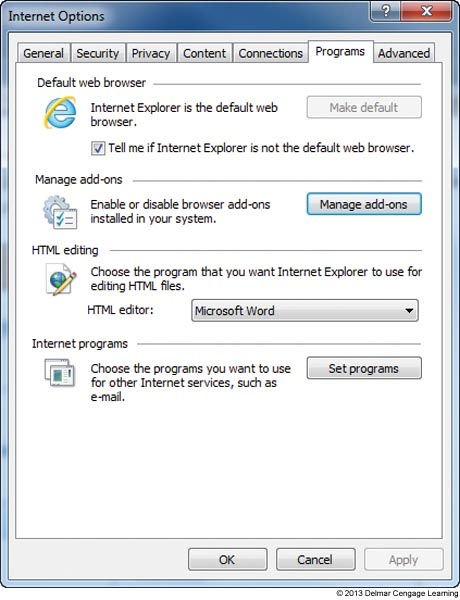 Internet Options
General Security Privacy Content Connections Programs Advanced
Default web browser
Internet Explorer is the default web
browser.
Make default
Tell me if Internet Explorer is not the default web browser.
Manage add-ons
Enable or disable browser add-ons
installed in your system.
Manage add-ons
HTML editing
Choose the program that you want Internet Explorer to use for
editing HTML files.
HTML editor: Microsoft Word
Internet programs
Choose the programs you want to use
for other Internet services, such as
e-mail.
Set programs
OK Cancel Apply
© 2013 Delmar Cengage Learning